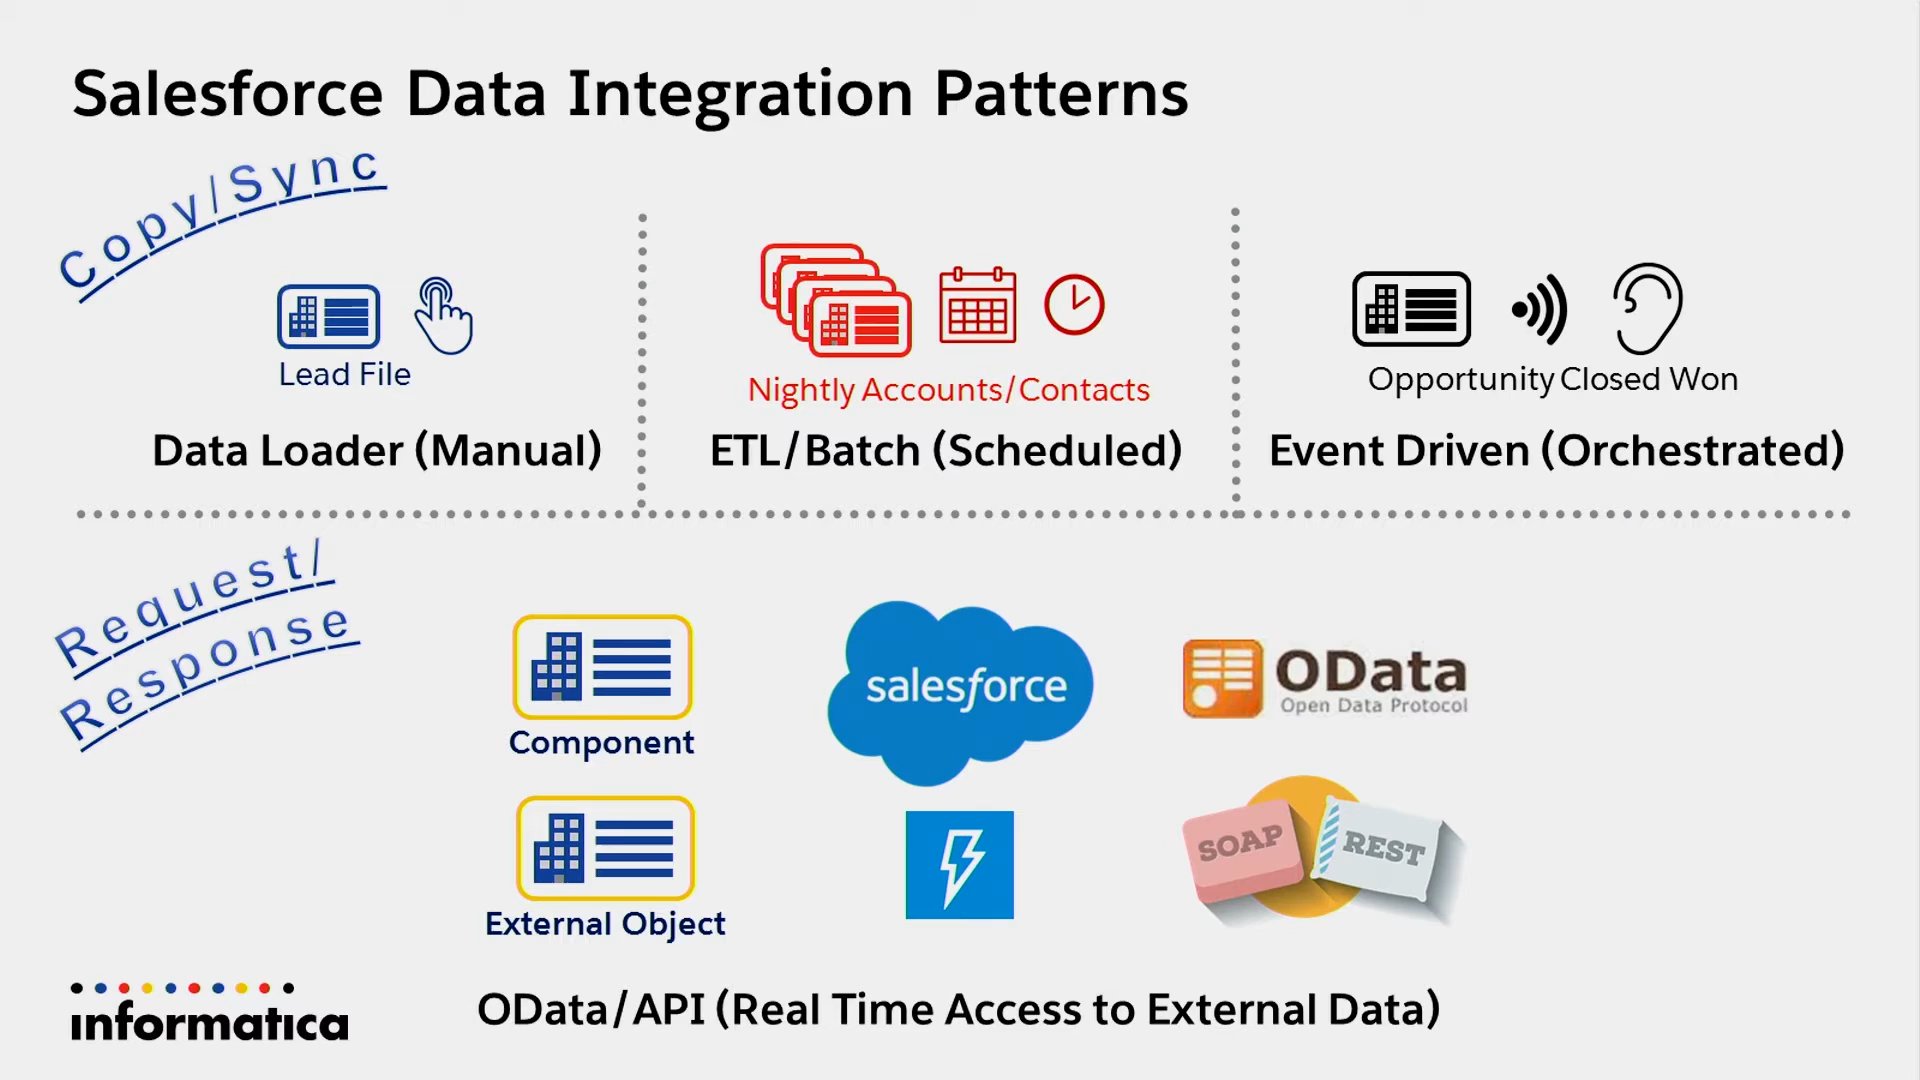 Salesforce Data Integration Patterns
Copy/Sync
Lead File
Data Loader (Manual)
Nightly Accounts/Contacts
ETL/Batch (Scheduled)
Opportunity Closed Won
Event Driven (Orchestrated)
Request/
Response
Component
External Object
salesforce
OData
Open Data Protocol
SOAP
REST
OData/API (Real Time Access to External Data)
informatica